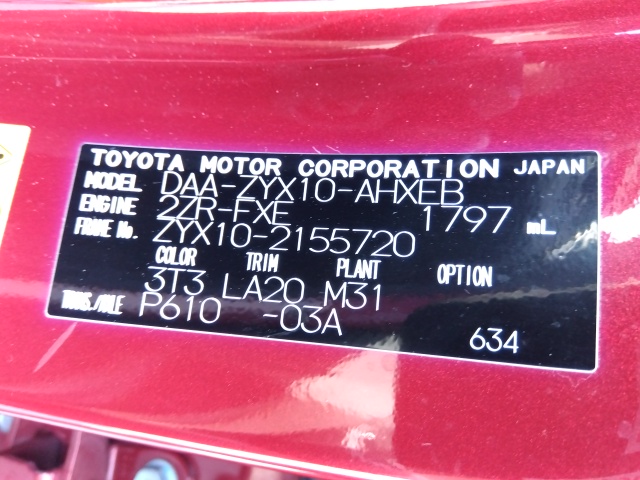 TOYOTA MOTOR CORPORATION JAPAN
MODEL DAA-ZYX10-AHXEB
ENGINE 2ZR-FXE 1797 mL
FRAME No. ZYX10-2155720
COLOR TRIM PLANT OPTION
3T3 LA20 M31
TRANS./AXLE P610 -03A
634